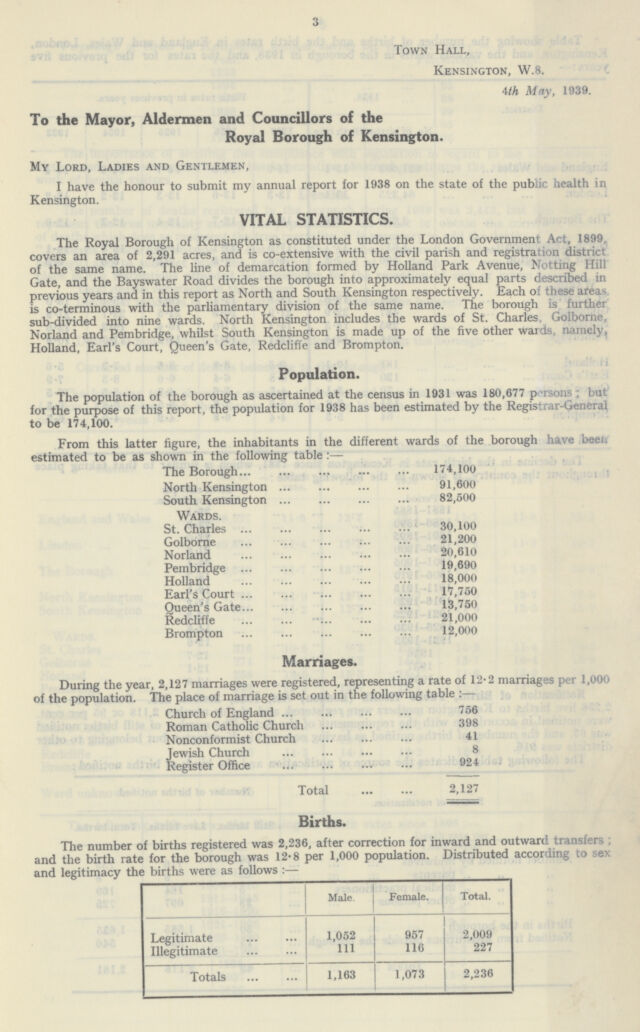 3
Town Hall,
Kensington, W.8.
4th May, 1939.
To the Mayor, Aldermen and Councillors of the
Royal Borough of Kensington.
My Lord, Ladies and Gentlemen,
I have the honour to submit my annual report for 1938 on the state of the public health in
Kensington.
VITAL STATISTICS.
The Royal Borough of Kensington as constituted under the London Government Act, 1899,
covers an area of 2,291 acres, and is co-extensive with the civil parish and registration district
of the same name. The line of demarcation formed by Holland Park Avenue, Notting Hill
Gate, and the Bayswater Road divides the borough into approximately equal parts described in
previous years and in this report as North and South Kensington respectively. Each of these areas
is co-terminous with the parliamentary division of the same name. The borough is further
sub-divided into nine wards. North Kensington includes the wards of St. Charles, Golborne,
Norland and Pembridge, whilst South Kensington is made up of the five other wards, namely,
Holland, Earl's Court, Queen's Gate, Redcliffe and Brompton.
Population.
The population of the borough as ascertained at the census in 1931 was 180,677 persons; but
for the purpose of this report, the population for 1938 has been estimated by the Registrar-General
to be 174,100.
From this latter figure, the inhabitants in the different wards of the borough have been
estimated to be as shown in the following table :—
The Borough... ... ... ... ... 174,100
North Kensington ... ... ... ... ... 91,600
South Kensington ... ... ... ... ... 82,500
Wards.
St. Charles ... ... ... ... ... 30,100
Golborne ... ... ... ... ... 21,200
Norland ... ... ... ... ... 20,610
Pembridge ... ... ... ... ... 19,690
Holland ... ... ... ... ... 18,000
Earl's Court ... ... ... ... ... 17,750
Queen's Gate... ... ... ... ... 13,750
Redcliffe ... ... ... ... ... 21,000
Brompton ... ... ... ... ... 12,000
Marriages.
During the year, 2,127 marriages were registered, representing a rate of 12·2 marriages per 1,000
of the population. The place of marriage is set out in the following table :—
Church of England ... ... ... ... 756
Roman Catholic Church ... ... ... ... 398
Nonconformist Church ... ... ... ... 41
Jewish Church ... ... ... ... 8
Register Office ... ... ... ... 924
Total ... ... 2,127
Births.
The number of births registered was 2,236, after correction for inward and outward transfers;
and the birth rate for the borough was 12·8 per 1,000 population. Distributed according to sex
and legitimacy the births were as follows :—
Male. Female. Total.
Legitimate ... ... 1,052 957 2,009
Illegitimate ... ... 111 116 227
Totals ... ... 1,163 1,073 2,236